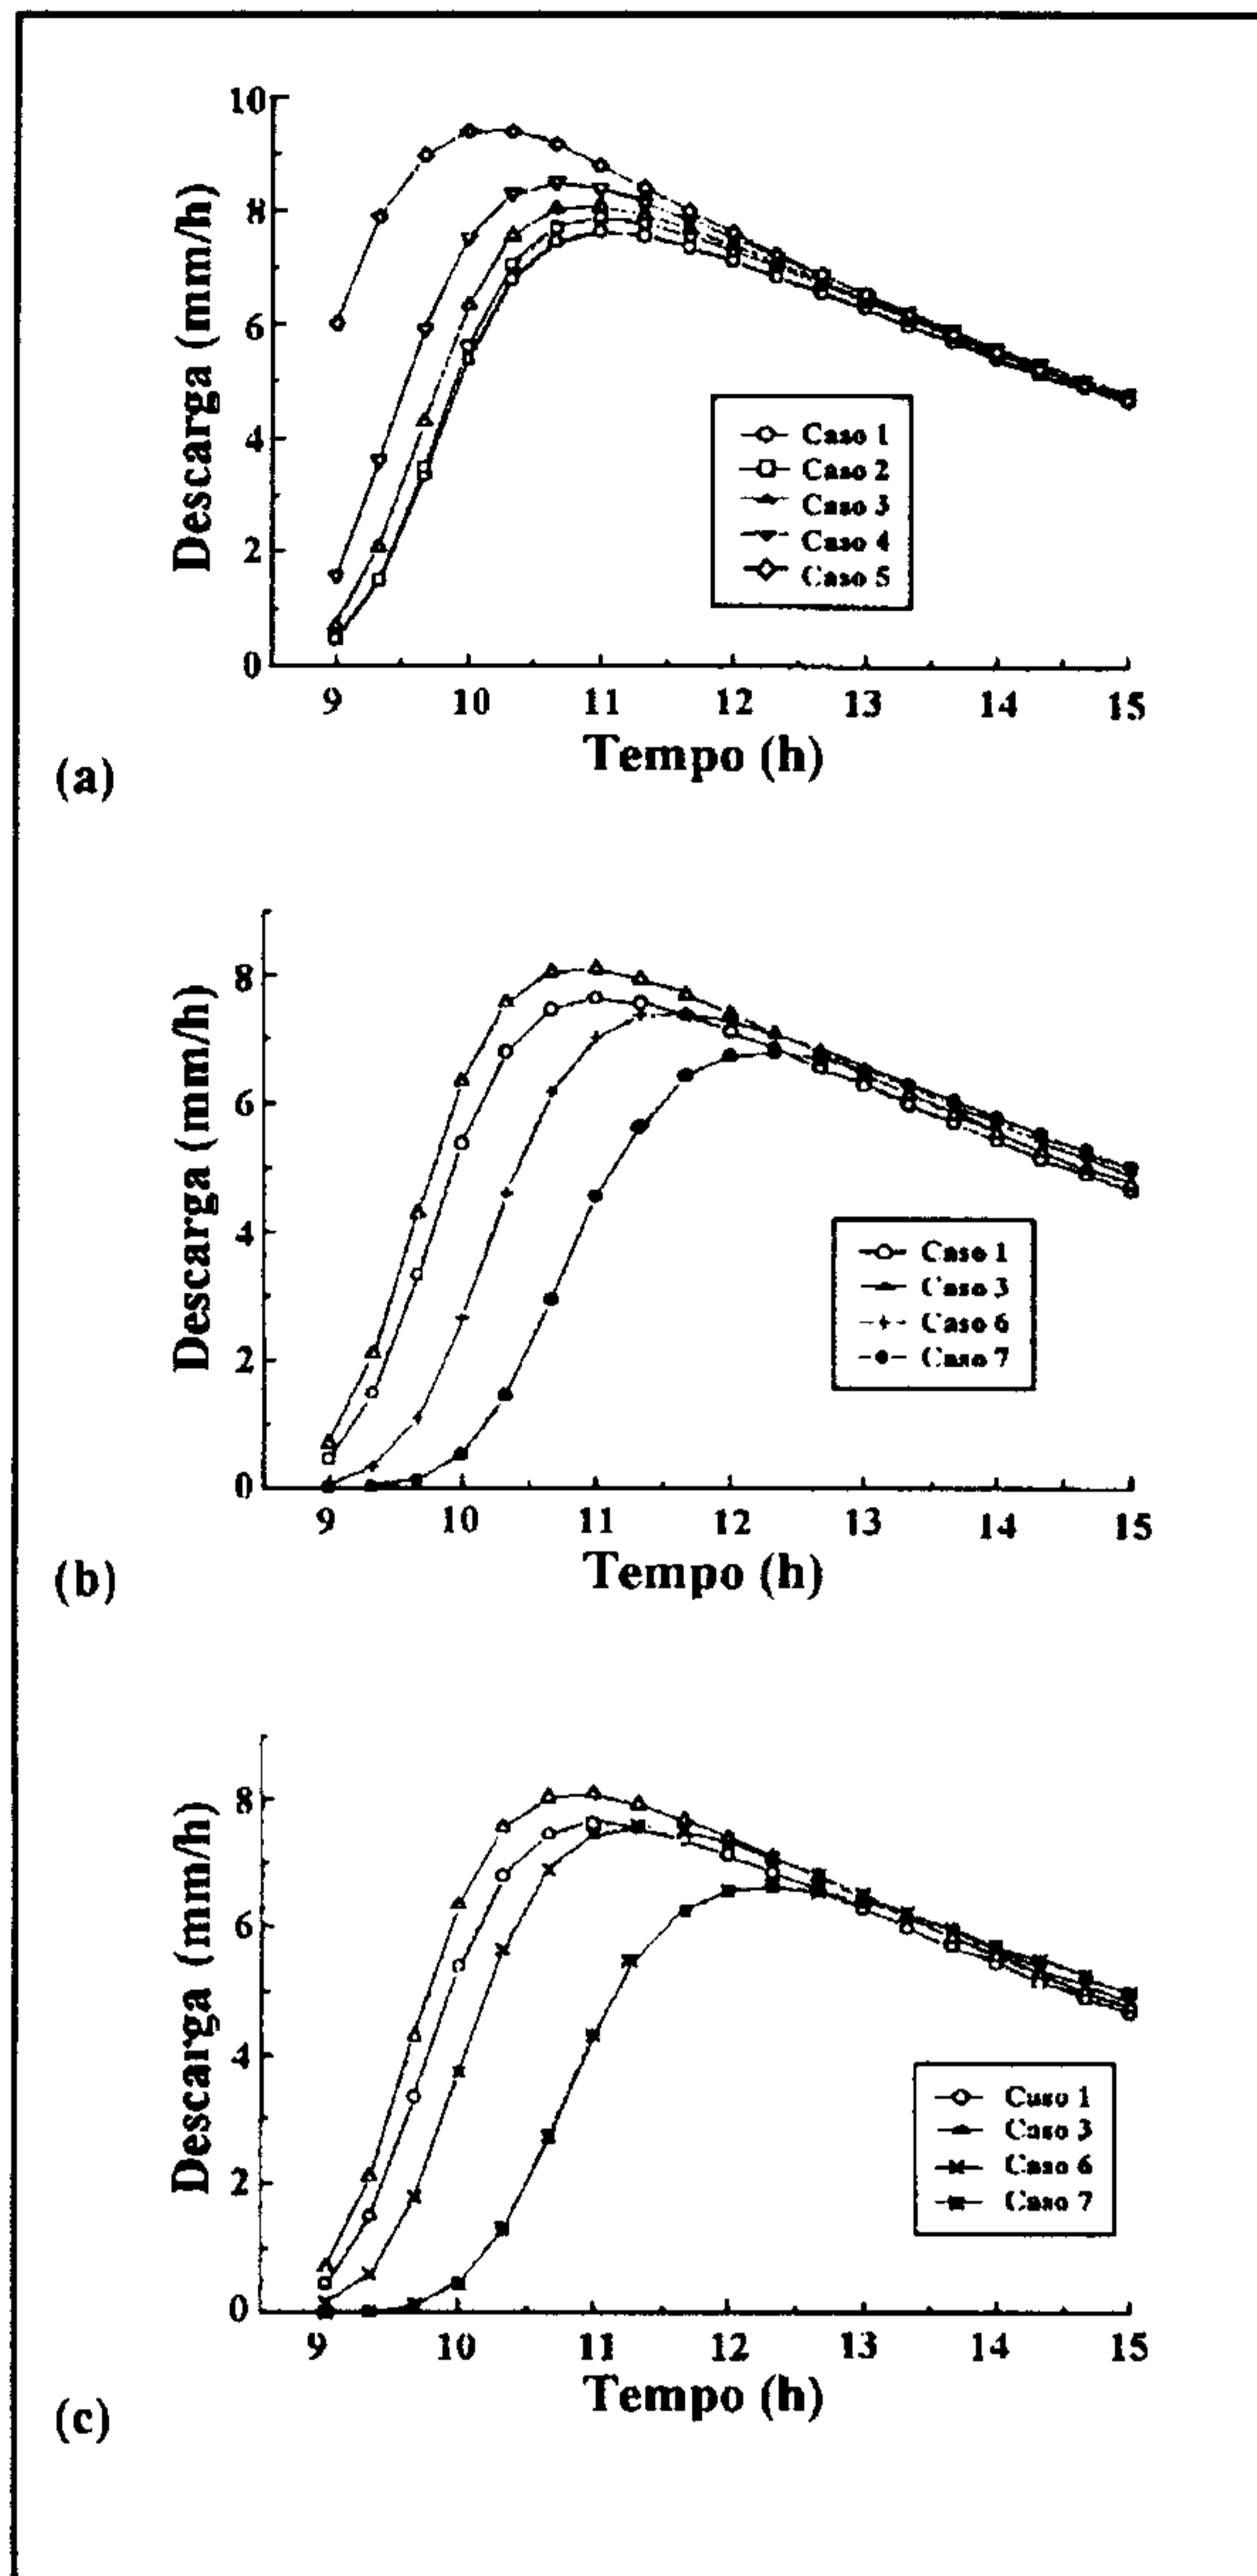 10
8
6
4
2
0
Descarga (mm/h)
Caso 1
Caso 2
Caso 3
Caso 4
Caso 5
9 10 11 12 13 14 15
Tempo (h)
(a)
8
6
4
2
0
Descarga (mm/h)
Caso 1
Caso 3
Caso 6
Caso 7
9 10 11 12 13 14 15
Tempo (h)
(b)
8
6
4
2
0
Descarga (mm/h)
Caso 1
Caso 3
Caso 6
Caso 7
9 10 11 12 13 14 15
Tempo (h)
(c)